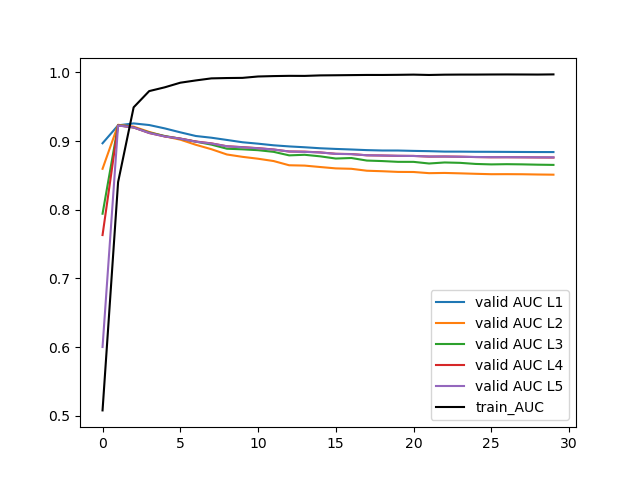 1.0
0.9
0.8
0.7
0.6
0.5
0
5
10
15
20
25
30
valid AUC L1
valid AUC L2
valid AUC L3
valid AUC L4
valid AUC L5
train_AUC